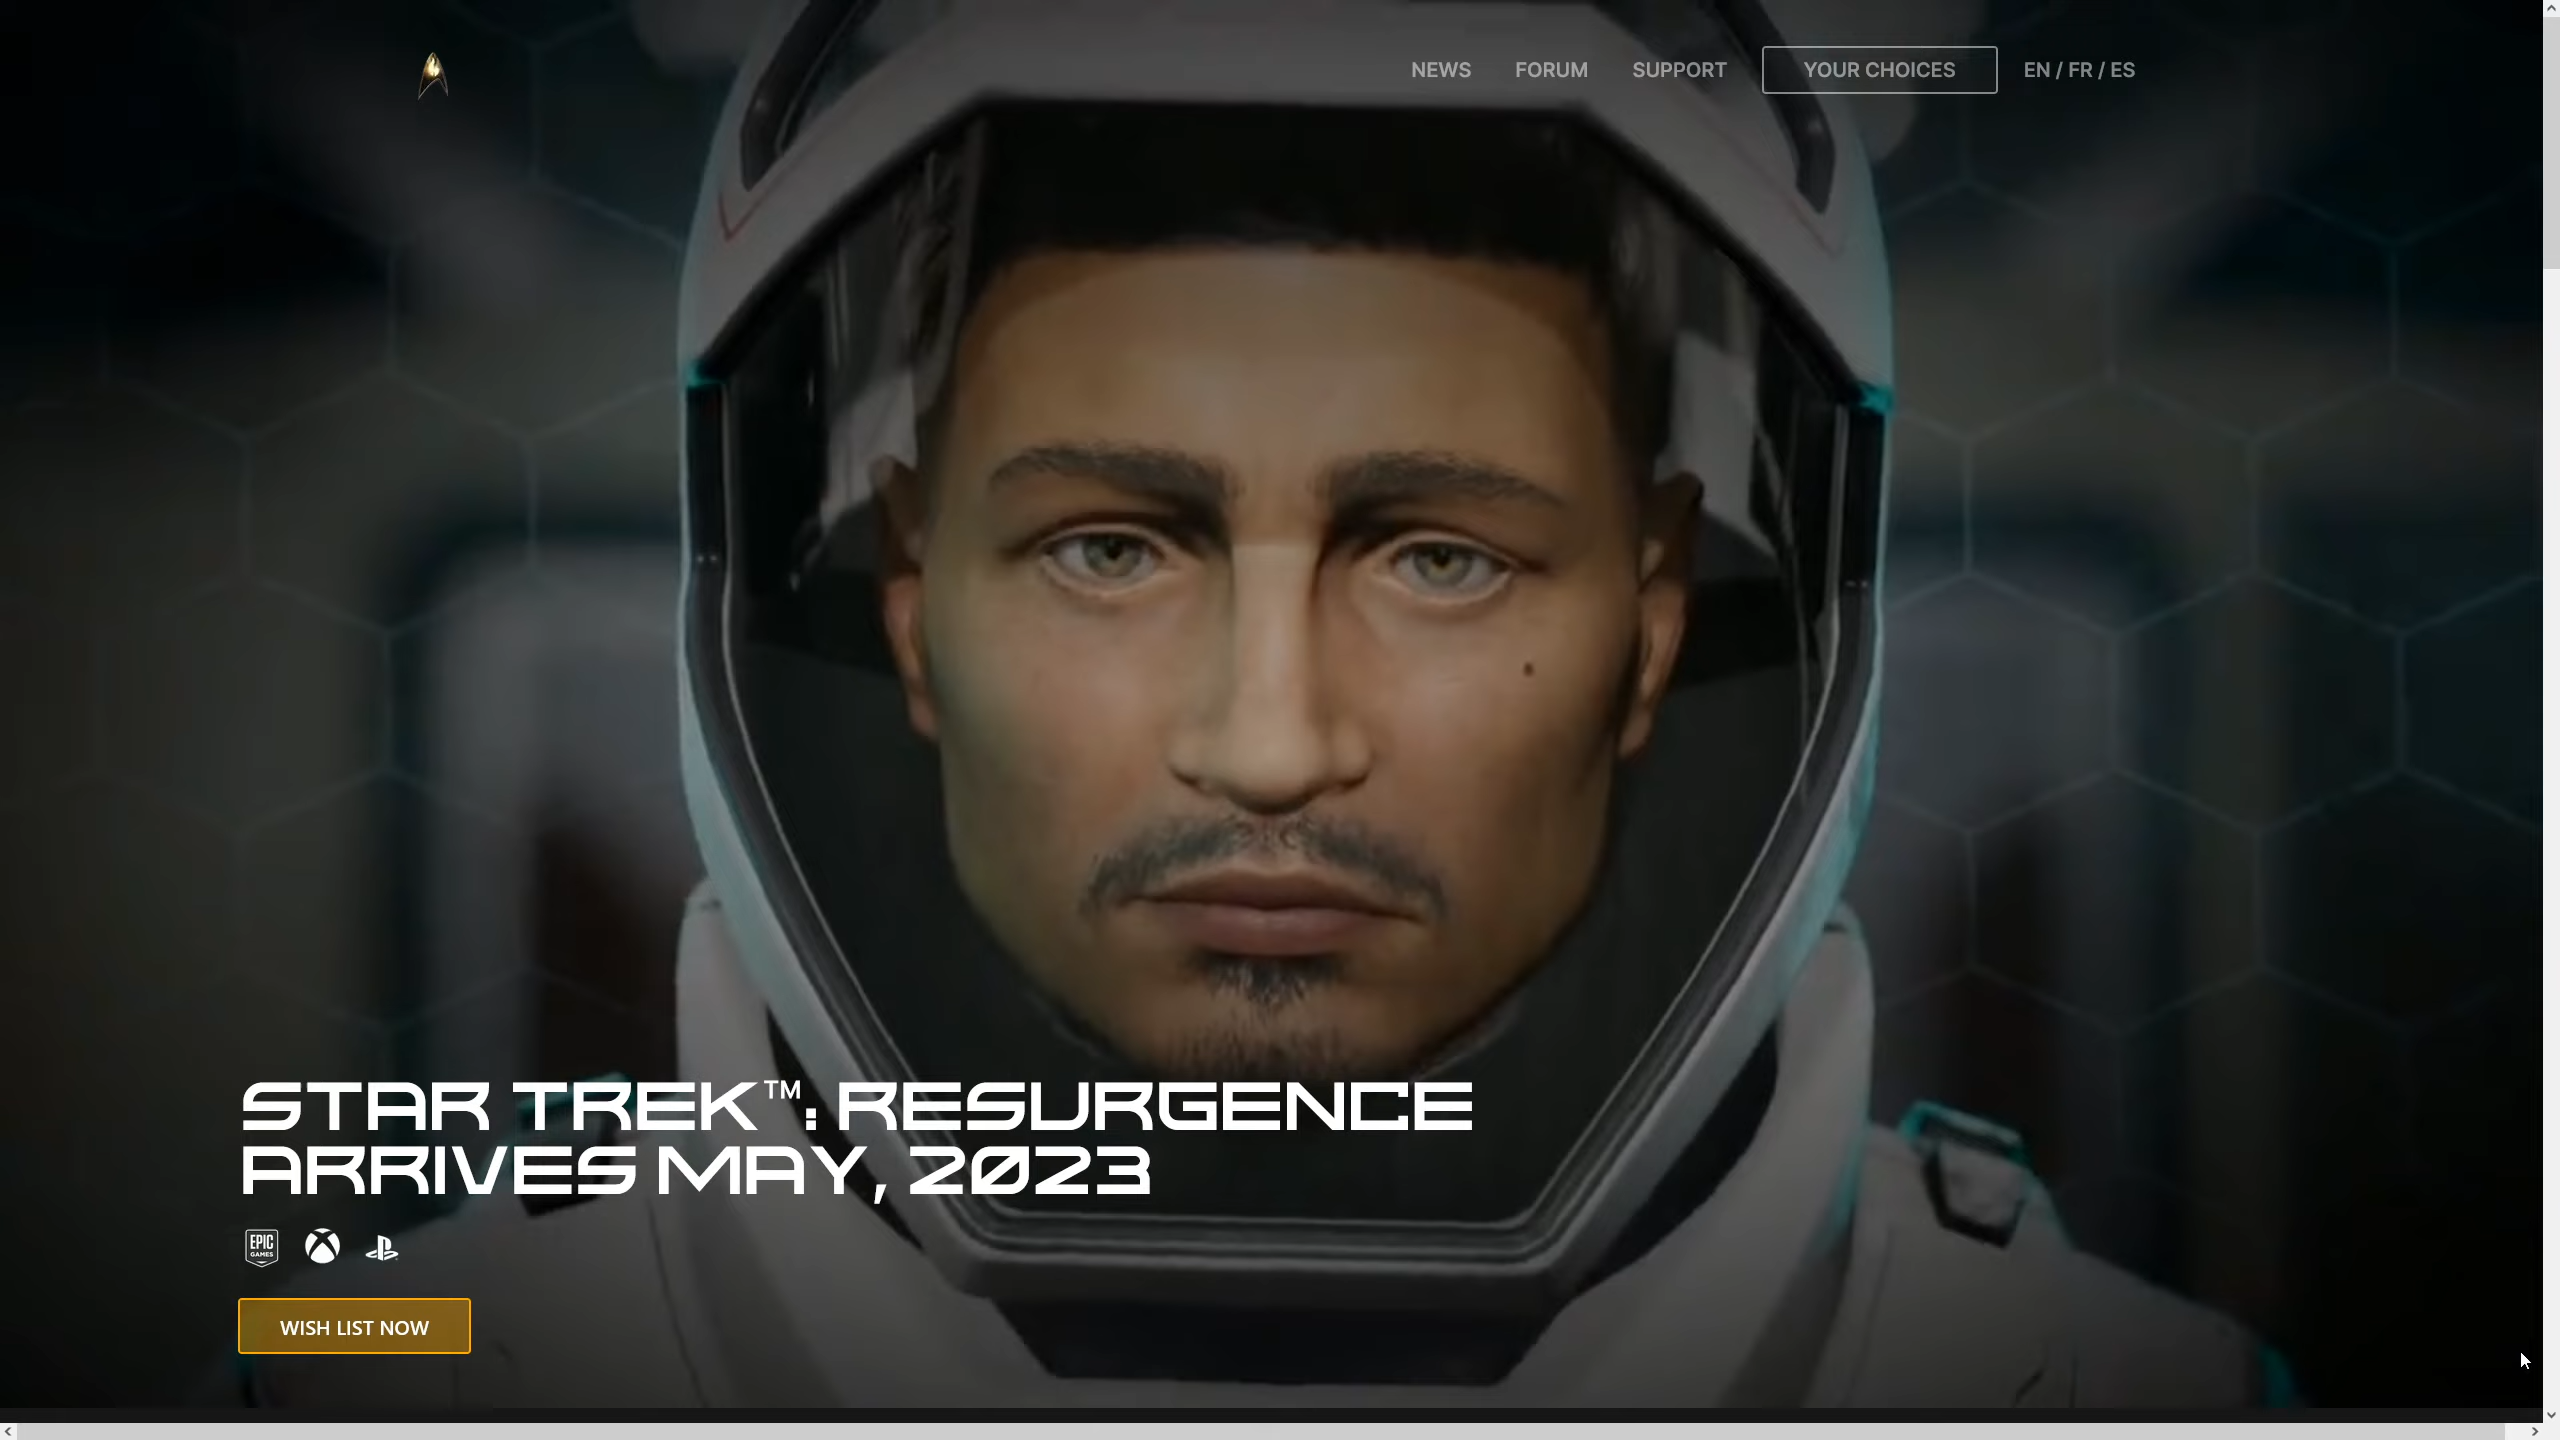 NEWS FORUM SUPPORT YOUR CHOICES EN / FR / ES
STAR TREK™: RESURGENCE
ARRIVES MAY, 2023
EPIC
GAMES
WISH LIST NOW